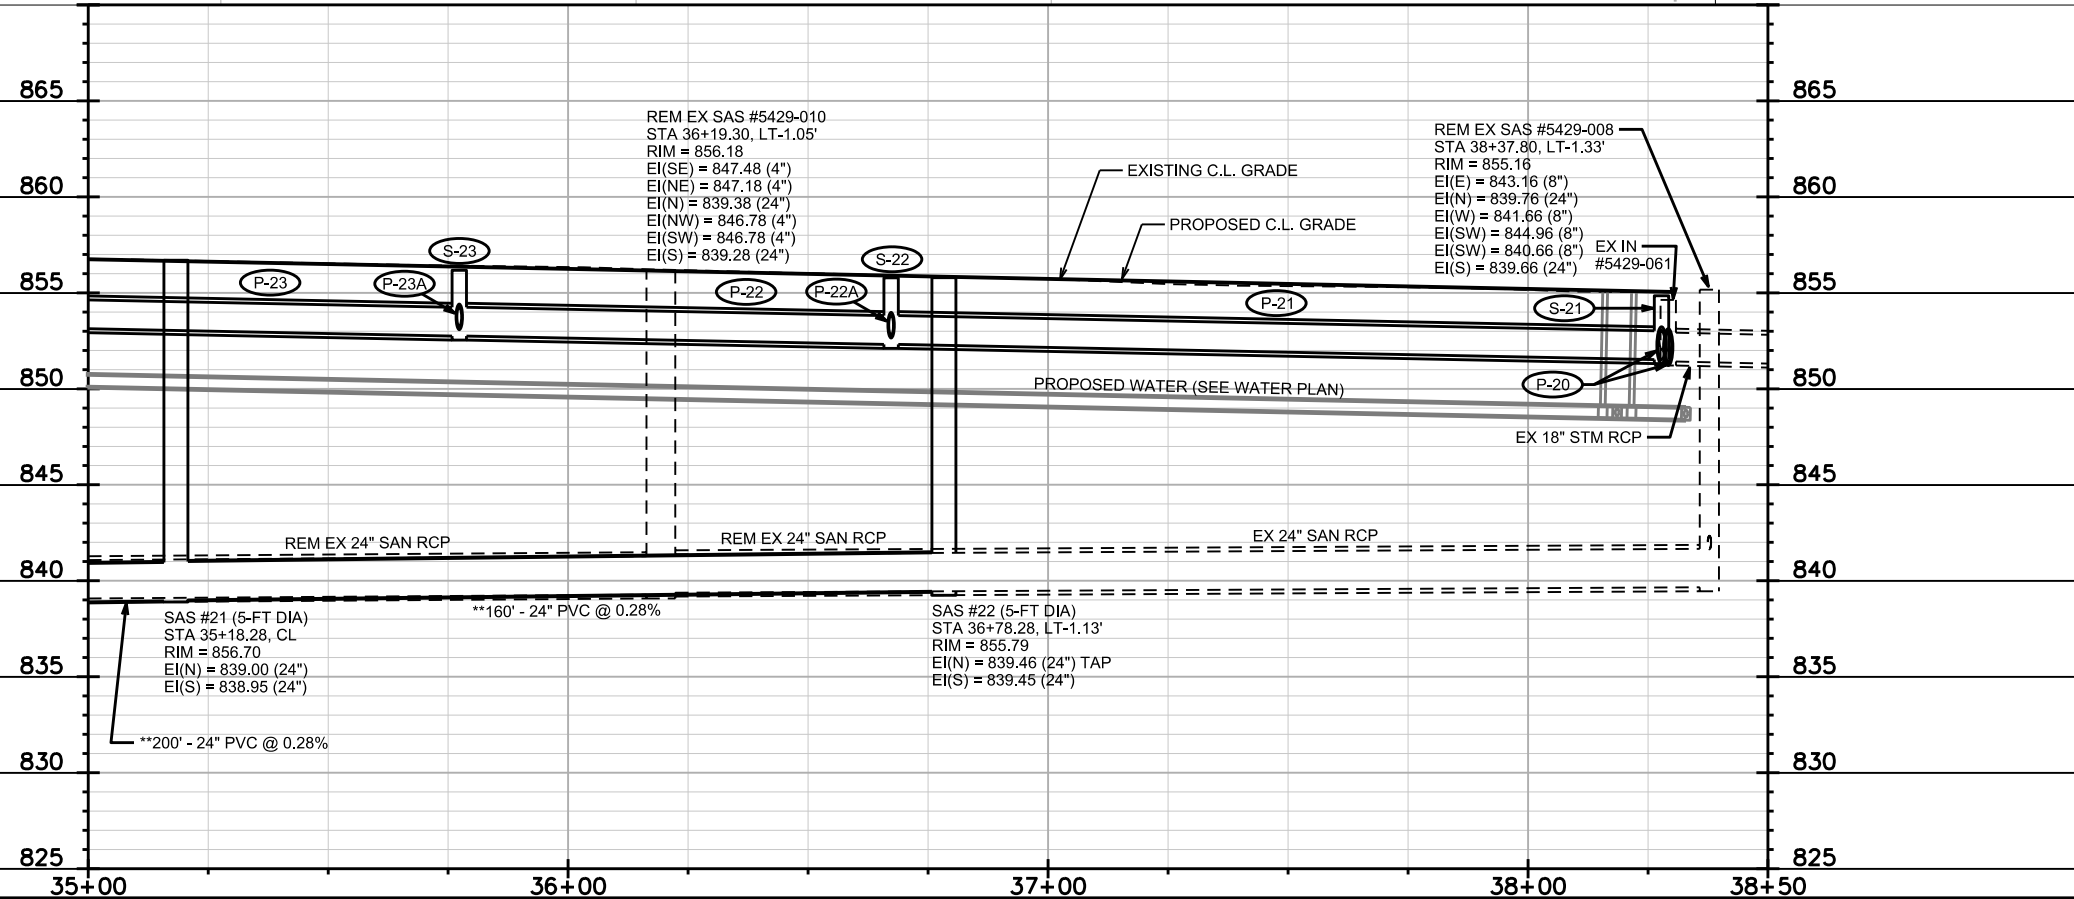 865
860
855
850
845
840
835
830
825
REM EX SAS #5429-010
STA 36+19.30, LT-1.05'
RIM = 856.18
EI(SE) = 847.48 (4")
EI(NE) = 847.18 (4")
EI(N) = 839.38 (24")
EI(NW) = 846.78 (4")
EI(SW) = 846.78 (4")
EI(S) = 839.28 (24")
EXISTING C.L. GRADE
PROPOSED C.L. GRADE
REM EX SAS #5429-008
STA 38+37.80, LT-1.33'
RIM = 855.16
EI(E) = 843.16 (8")
EI(N) = 839.76 (24")
EI(W) = 841.66 (8")
EI(SW) = 844.96 (8")
EI(SW) = 840.66 (8")
EI(S) = 839.66 (24")
EX IN
#5429-061
S-23
S-22
P-23
P-23A
P-22
P-22A
P-21
S-21
P-20
PROPOSED WATER (SEE WATER PLAN)
EX 18" STM RCP
REM EX 24" SAN RCP
REM EX 24" SAN RCP
EX 24" SAN RCP
SAS #21 (5-FT DIA)
STA 35+18.28, CL
RIM = 856.70
EI(N) = 839.00 (24")
EI(S) = 838.95 (24")
**160' - 24" PVC @ 0.28%
SAS #22 (5-FT DIA)
STA 36+78.28, LT-1.13'
RIM = 855.79
EI(N) = 839.46 (24") TAP
EI(S) = 839.45 (24")
**200' - 24" PVC @ 0.28%
865
860
855
850
845
840
835
830
825
35+00
36+00
37+00
38+00
38+50